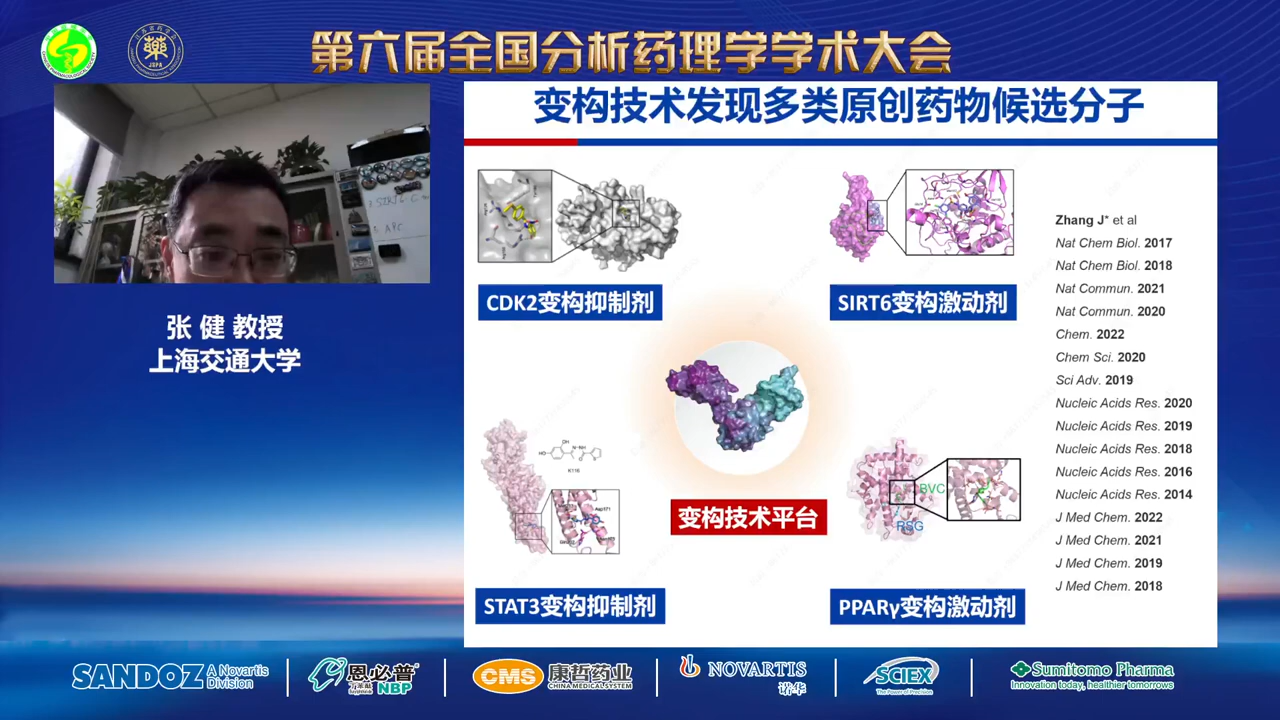 第六届全国分析药理学学术大会
JSPA
变构技术发现多类原创药物候选分子
CDK2变构抑制剂
SIRT6变构激动剂
张 健 教授
上海交通大学
OH
HO
N-NH
O
S
K116
Asp371
BVC
RSG
变构技术平台
STAT3变构抑制剂
PPARγ变构激动剂
Zhang J* et al
Nat Chem Biol. 2017
Nat Chem Biol. 2018
Nat Commun. 2021
Nat Commun. 2020
Chem. 2022
Chem Sci. 2020
Sci Adv. 2019
Nucleic Acids Res. 2020
Nucleic Acids Res. 2019
Nucleic Acids Res. 2018
Nucleic Acids Res. 2016
Nucleic Acids Res. 2014
J Med Chem. 2022
J Med Chem. 2021
J Med Chem. 2019
J Med Chem. 2018
SANDOZ A Novartis Division
恩必普 NBP
CMS 康哲药业
CHINA MEDICAL SYSTEM
NOVARTIS
诺华
SCIEX
The Power of Precision
Sumitomo Pharma
Innovation today, healthier tomorrows